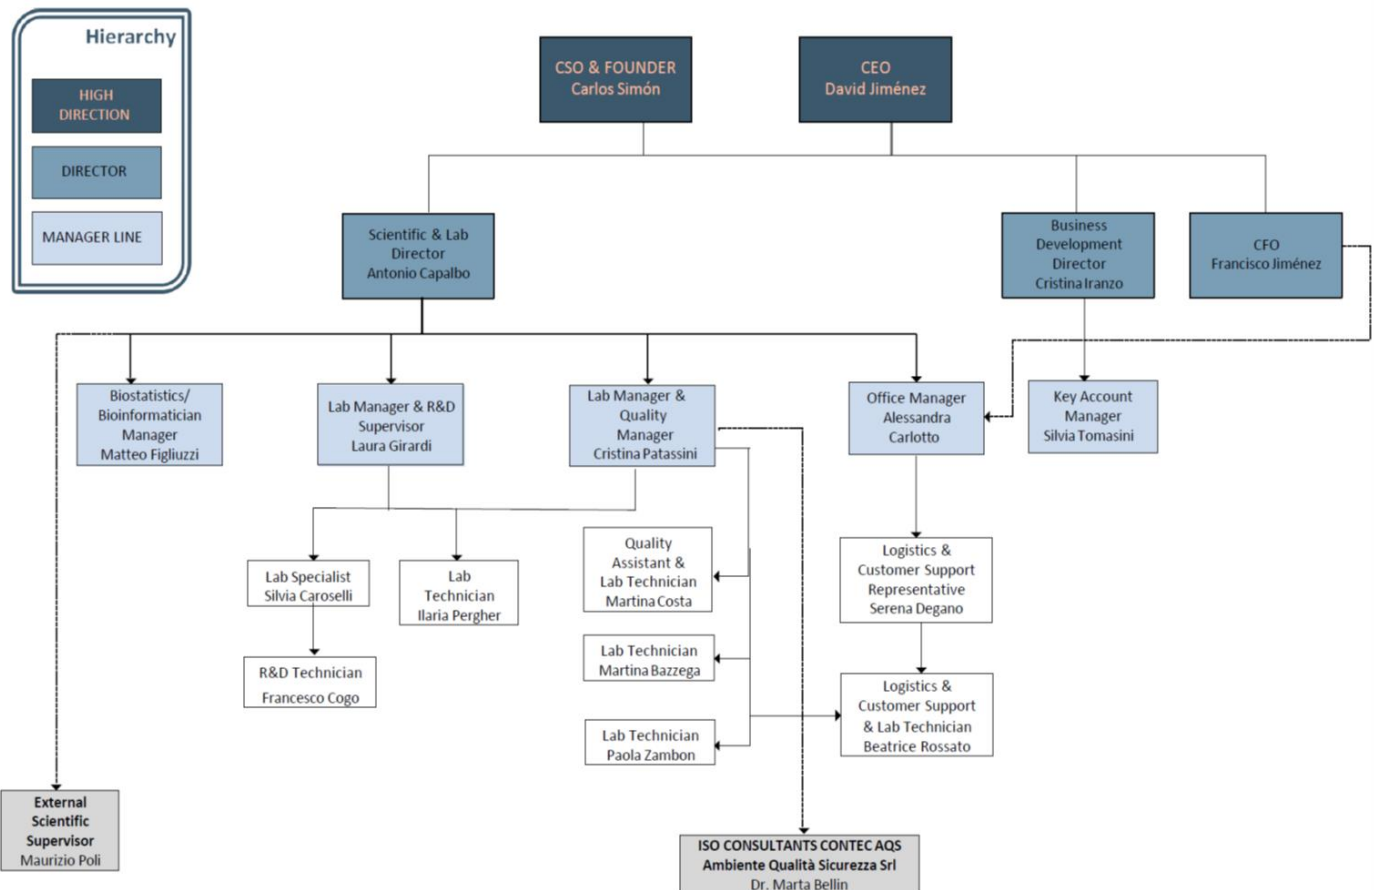 Hierarchy
HIGH
DIRECTION
DIRECTOR
MANAGER LINE
CSO & FOUNDER
Carlos Simón
CEO
David Jiménez
Scientific & Lab
Director
Antonio Capalbo
Business
Development
Director
Cristina Iranzo
CFO
Francisco Jiménez
Biostatistics/
Bioinformatician
Manager
Matteo Figliuzzi
Lab Manager & R&D
Supervisor
Laura Girardi
Lab Manager &
Quality
Manager
Cristina Patassini
Office Manager
Alessandra
Carlotto
Key Account
Manager
Silvia Tomasini
Lab Specialist
Silvia Caroselli
Lab
Technician
Ilaria Pergher
Quality
Assistant &
Lab Technician
Martina Costa
Logistics &
Customer Support
Representative
Serena Degano
R&D Technician
Francesco Cogo
Lab Technician
Martina Bazzega
Lab Technician
Paola Zambon
Logistics &
Customer Support
& Lab Technician
Beatrice Rossato
External
Scientific
Supervisor
Maurizio Poli
ISO CONSULTANTS CONTEC AQS
Ambiente Qualità Sicurezza Srl
Dr. Marta Bellin